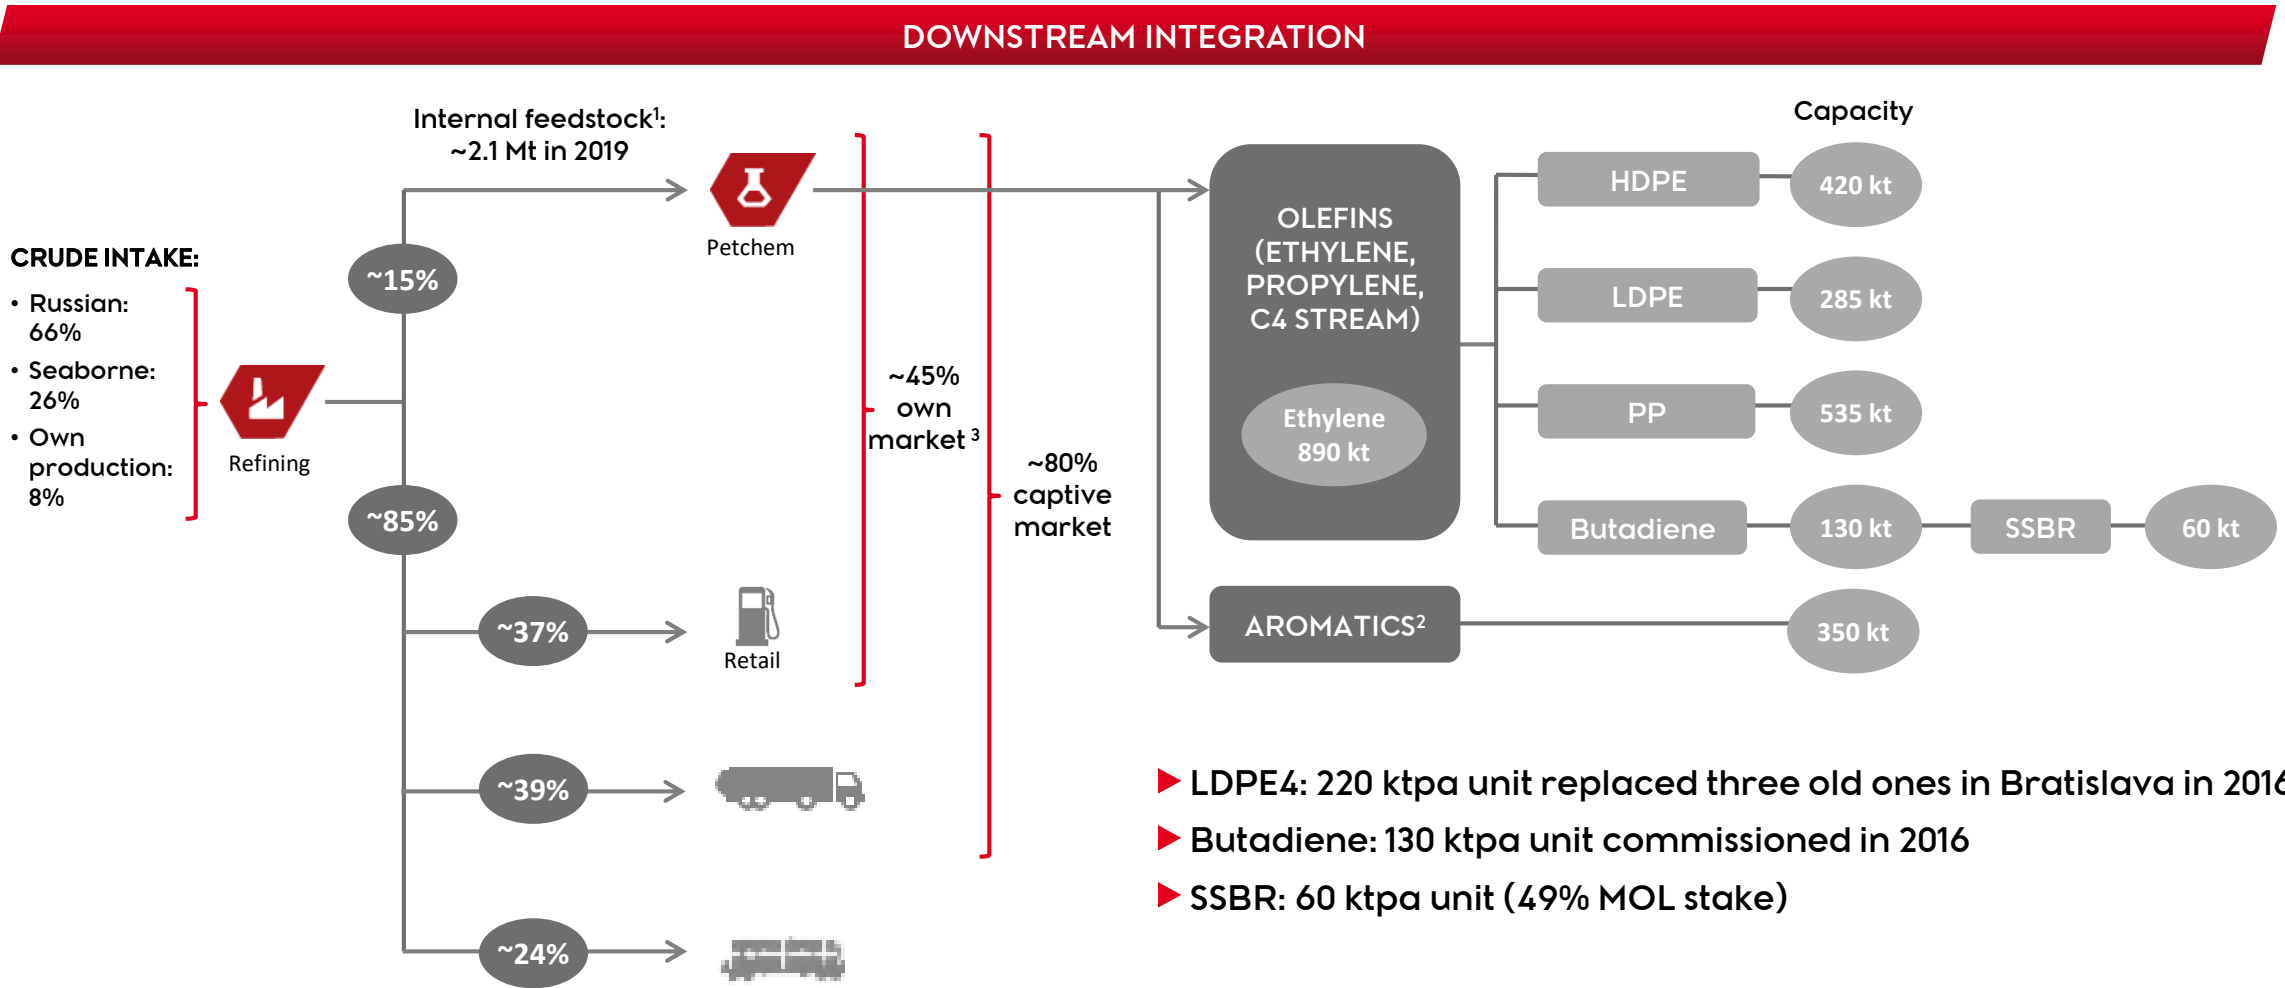 DOWNSTREAM INTEGRATION
Internal feedstock¹:
~2.1 Mt in 2019
Petchem
CRUDE INTAKE:
• Russian:
66%
• Seaborne:
26%
• Own
production:
8%
Refining
~15%
~85%
~37%
Retail
~39%
~24%
~45%
own
market ³
~80%
captive
market
OLEFINS
(ETHYLENE,
PROPYLENE,
C4 STREAM)
Ethylene
890 kt
AROMATICS²
350 kt
Capacity
HDPE
420 kt
LDPE
285 kt
PP
535 kt
Butadiene
130 kt
SSBR
60 kt
LDPE4: 220 ktpa unit replaced three old ones in Bratislava in 2016
Butadiene: 130 ktpa unit commissioned in 2016
SSBR: 60 ktpa unit (49% MOL stake)